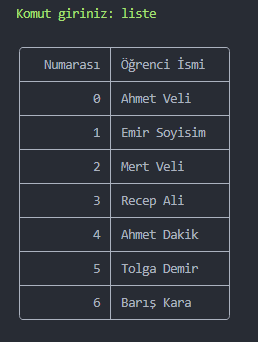 Komut giriniz: liste
Numarası Öğrenci İsmi
0 Ahmet Veli
1 Emir Soyisim
2 Mert Veli
3 Recep Ali
4 Ahmet Dakik
5 Tolga Demir
6 Barış Kara